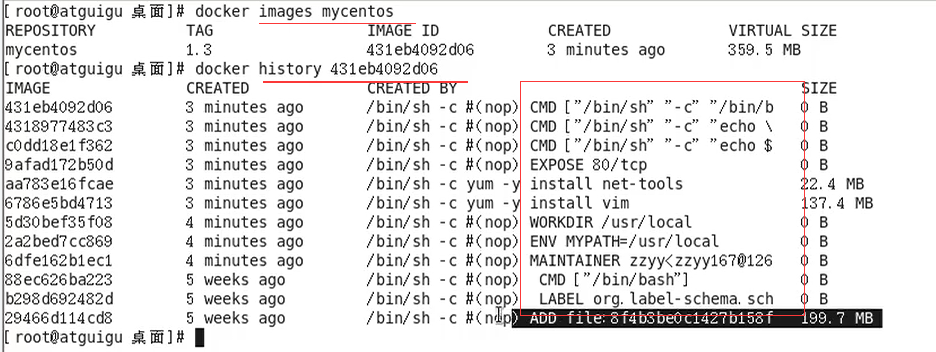 [root@atguigu 桌面]# docker images mycentos
REPOSITORY TAG IMAGE ID CREATED VIRTUAL SIZE
mycentos 1.3 431eb4092d06 3 minutes ago 359.5 MB
[root@atguigu 桌面]# docker history 431eb4092d06
IMAGE CREATED CREATED BY SIZE
431eb4092d06 3 minutes ago /bin/sh -c #(nop) CMD ["/bin/sh" "-c" "/bin/b 0 B
4318977483c3 3 minutes ago /bin/sh -c #(nop) CMD ["/bin/sh" "-c" "echo \ 0 B
c0dd18e1f362 3 minutes ago /bin/sh -c #(nop) CMD ["/bin/sh" "-c" "echo $ 0 B
9afad172b50d 3 minutes ago /bin/sh -c #(nop) EXPOSE 80/tcp 0 B
aa783e16fcae 3 minutes ago /bin/sh -c yum -y install net-tools 22.4 MB
6786e5bd4713 3 minutes ago /bin/sh -c yum -y install vim 137.4 MB
5d30bef35f08 4 minutes ago /bin/sh -c #(nop) WORKDIR /usr/local 0 B
2a2bed7cc869 4 minutes ago /bin/sh -c #(nop) ENV MYPATH=/usr/local 0 B
6dfe162b1ec1 4 minutes ago /bin/sh -c #(nop) MAINTAINER zzyy<zzyy167@126 0 B
88ec626ba223 5 weeks ago /bin/sh -c #(nop) CMD ["/bin/bash"] 0 B
b298d692482d 5 weeks ago /bin/sh -c #(nop) LABEL org.label-schema.sch 0 B
29466d114cd8 5 weeks ago /bin/sh -c #(nop) ADD file:8f4b3be0c1427b158f 199.7 MB
[root@atguigu 桌面]#